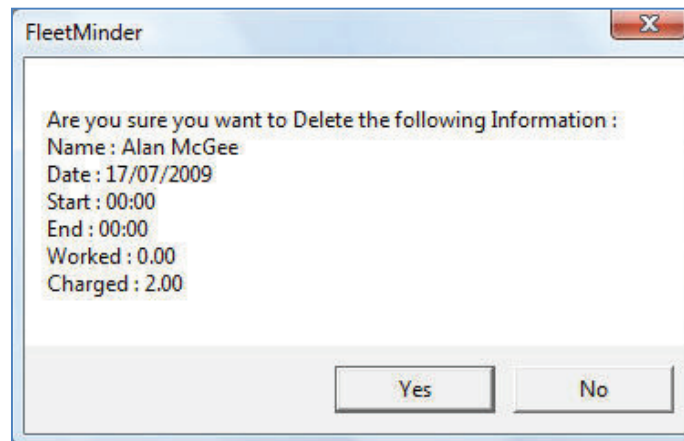 FleetMinder
Are you sure you want to Delete the following Information :
Name : Alan McGee
Date : 17/07/2009
Start : 00:00
End : 00:00
Worked : 0.00
Charged : 2.00
Yes No